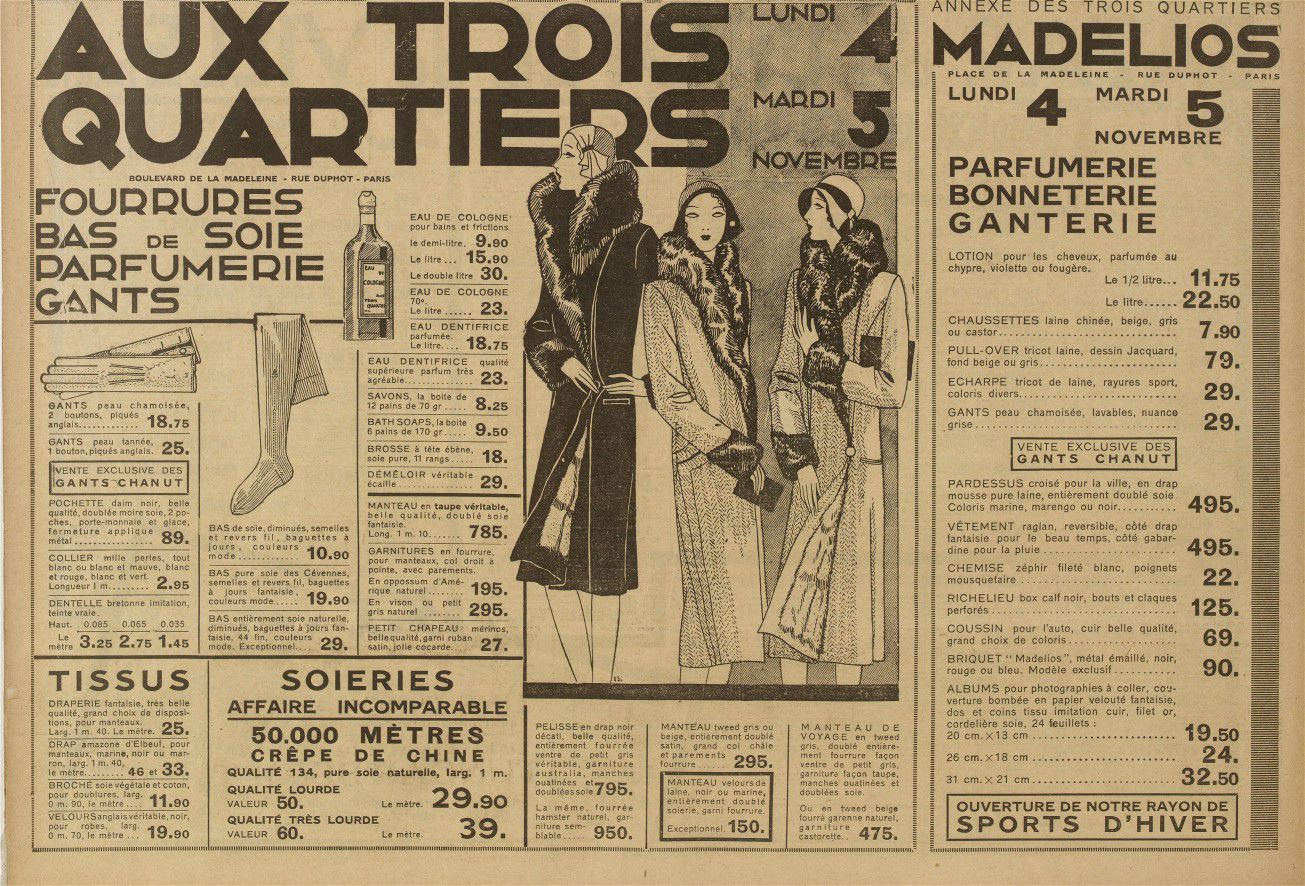 AUX TROIS
QUARTIERS
BOULEVARD DE LA MADELEINE - RUE DUPHOT - PARIS
LUNDI 4
MARDI 5
NOVEMBRE
FOURRURES
BAS DE SOIE
PARFUMERIE
GANTS
EAU DE
COLOGNE
TROIS
EAU DE COLOGNE
pour bains et frictions
le demi-litre. 9.90
Le litre... 15.90
Le double litre 30.
EAU DE COLOGNE
70°.
Le litre...... 23.
EAU DENTIFRICE
parfumée.
Le litre.... 18.75
EAU DENTIFRICE qualité
supérieure parfum très
agréable............. 23.
SAVONS, la boite de
12 pains de 70 gr..... 8.25
BATH SOAPS, la boite
6 pains de 170 gr..... 9.50
BROSSE à tête ébène,
soie pure, 11 rangs..... 18.
DÉMÊLOIR véritable
écaille............... 29.
MANTEAU en taupe véritable,
belle qualité, doublé soie
fantaisie.
Long. 1 m. 10...... 785.
GARNITURES en fourrure,
pour manteaux, col droit à
pointe, avec parements.
En oppossum d'Amé-
rique naturel....... 195.
En vison ou petit
gris naturel........ 295.
PETIT CHAPEAU mérinos,
belle qualité, garni ruban
satin, jolie cocarde.... 27.
GANTS peau chamoisée,
2 boutons, piqués
anglais............. 18.75
GANTS peau tannée,
1 bouton, piqués anglais. 25.
VENTE EXCLUSIVE DES
GANTS CHANUT
POCHETTE daim noir, belle
qualité, doublée moire soie, 2 po-
ches, porte-monnaie et glace,
fermeture applique
métal................ 89.
COLLIER mille perles, tout
blanc ou blanc et mauve, blanc
et rouge, blanc et vert.
Longueur 1 m........ 2.95
DENTELLE bretonne imitation,
teinte vraie.
Haut. 0.085 0.065 0.035
Le
mètre 3.25 2.75 1.45
BAS de soie, diminués, semelles
et revers fil, baguettes à
jours, couleurs
mode............ 10.90
BAS pure soie des Cévennes,
semelles et revers fil, baguettes
à jours fantaisie,
couleurs mode..... 19.90
BAS entièrement soie naturelle,
diminués, baguettes à jours fan-
taisie, 44 fin, couleurs
mode. Exceptionnel.... 29.
15.
TISSUS
DRAPERIE fantaisie, très belle
qualité, grand choix de disposi-
tions, pour manteaux.
Larg. 1 m. 40. Le mètre. 25.
DRAP amazone d'Elbeuf, pour
manteaux, marine, noir ou mar-
ron, larg. 1 m. 40,
le mètre......... 46 et 33.
BROCHÉ soie végétale et coton,
pour doublures, larg.
0 m. 90, le mètre.... 11.90
VELOURS anglais véritable, noir,
pour robes, larg.
0 m. 70, le mètre... 19.90
SOIERIES
AFFAIRE INCOMPARABLE
50.000 MÈTRES
CRÊPE DE CHINE
QUALITÉ 134, pure soie naturelle, larg. 1 m.
QUALITÉ LOURDE
VALEUR 50. Le mètre. 29.90
QUALITÉ TRÈS LOURDE
VALEUR 60. Le mètre. 39.
PELISSE en drap noir
décati, belle qualité,
entièrement fourrée
ventre de petit gris
véritable, garniture
australia, manches
ouatinées et
doublées soie 795.
La même, fourrée
hamster naturel, gar-
niture sem-
blable..... 950.
MANTEAU tweed gris ou
beige, entièrement doublé
satin, grand col châle
et parements
fourrure..... 295.
MANTEAU velours de
laine, noir ou marine,
entièrement doublé
soierie, garni fourrure.
Exceptionnel. 150.
MANTEAU DE
VOYAGE en tweed
gris, doublé entière-
ment fourrure façon
ventre de petit gris,
garniture façon taupe,
manches ouatinées et
doublées soie.
Ou en tweed beige
fourré garenne naturel,
garniture
castorette.. 475.
ANNEXE DES TROIS QUARTIERS
MADELIOS
PLACE DE LA MADELEINE - RUE DUPHOT - PARIS
LUNDI 4 MARDI 5
NOVEMBRE
PARFUMERIE
BONNETERIE
GANTERIE
LOTION pour les cheveux, parfumée au
chypre, violette ou fougère.
Le 1/2 litre... 11.75
Le litre...... 22.50
CHAUSSETTES laine chinée, beige, gris
ou castor............................. 7.90
PULL-OVER tricot laine, dessin Jacquard,
fond beige ou gris..................... 79.
ECHARPE tricot de laine, rayures sport,
coloris divers......................... 29.
GANTS peau chamoisée, lavables, nuance
grise................................. 29.
VENTE EXCLUSIVE DES
GANTS CHANUT
PARDESSUS croisé pour la ville, en drap
mousse pure laine, entièrement doublé soie
Coloris marine, marengo ou noir........ 495.
VÊTEMENT raglan, reversible, côté drap
fantaisie pour le beau temps, côté gabar-
dine pour la pluie..................... 495.
CHEMISE zéphir fileté blanc, poignets
mousquetaire.......................... 22.
RICHELIEU box calf noir, bouts et claques
perforés.............................. 125.
COUSSIN pour l'auto, cuir belle qualité,
grand choix de coloris................. 69.
BRIQUET "Madelios", métal émaillé, noir,
rouge ou bleu. Modèle exclusif......... 90.
ALBUMS pour photographies à coller, cou-
verture bombée en papier velouté fantaisie,
dos et coins tissu imitation cuir, filet or,
cordelière soie, 24 feuillets:
20 cm. × 13 cm...................... 19.50
26 cm. × 18 cm...................... 24.
31 cm. × 21 cm...................... 32.50
OUVERTURE DE NOTRE RAYON DE
SPORTS D'HIVER